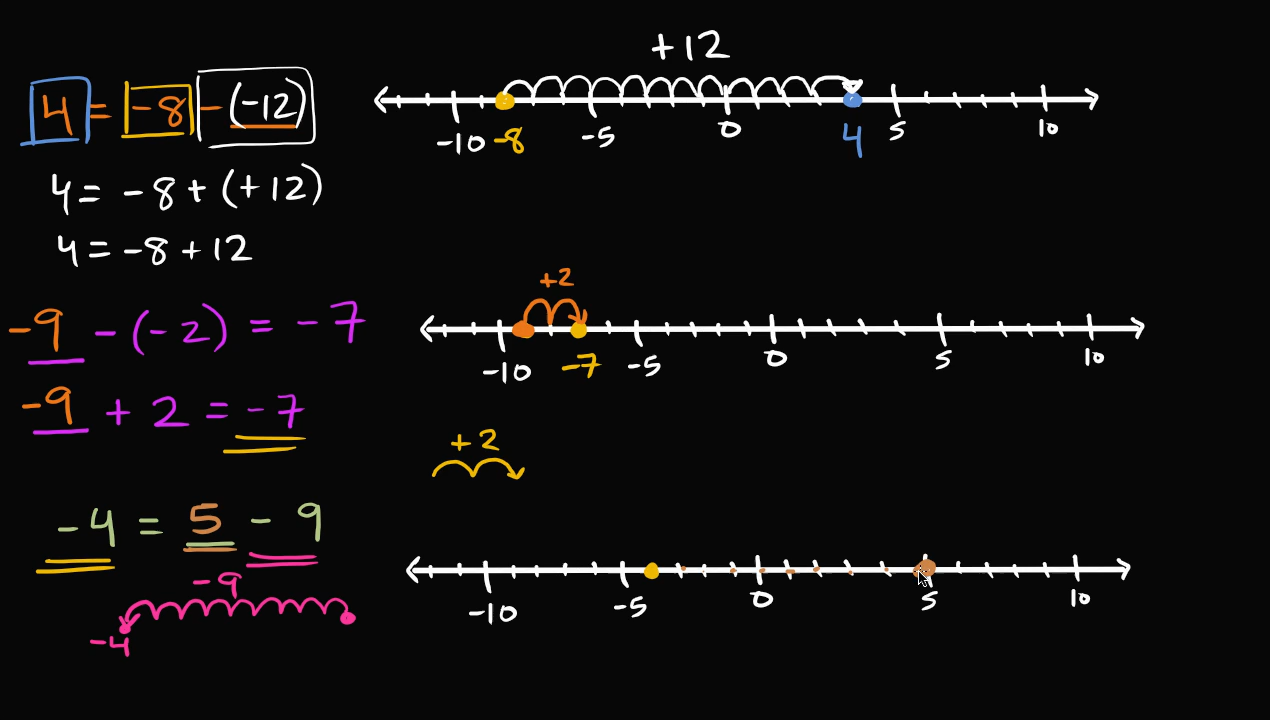 +12
4 = -8 - (-12)
-10 -8 -5 0 4 5 10
4 = -8 + (+12)
4 = -8 + 12
+2
-9 - (-2) = -7
-10 -7 -5 0 5 10
-9 + 2 = -7
+2
-4 = 5 - 9
-9
-10 -5 0 5 10
-4